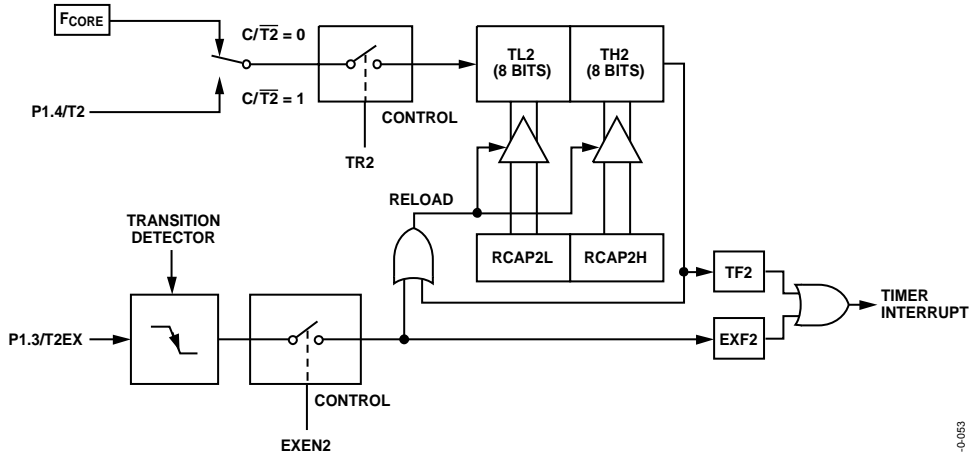 FCORE
C/T2 = 0
TL2
(8 BITS)
TH2
(8 BITS)
C/T2 = 1
P1.4/T2
CONTROL
TR2
RELOAD
TRANSITION
DETECTOR
RCAP2L
RCAP2H
TF2
TIMER
INTERRUPT
P1.3/T2EX
EXF2
CONTROL
EXEN2
-0-053